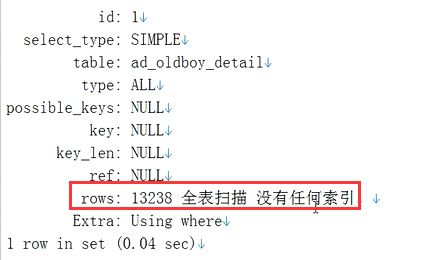 id: 1↓
select_type: SIMPLE↓
table: ad_oldboy_detail↓
type: ALL↓
possible_keys: NULL↓
key: NULL↓
key_len: NULL↓
ref: NULL↓
rows: 13238 全表扫描 没有任何索引 ↓
Extra: Using where↓
1 row in set (0.04 sec)↓